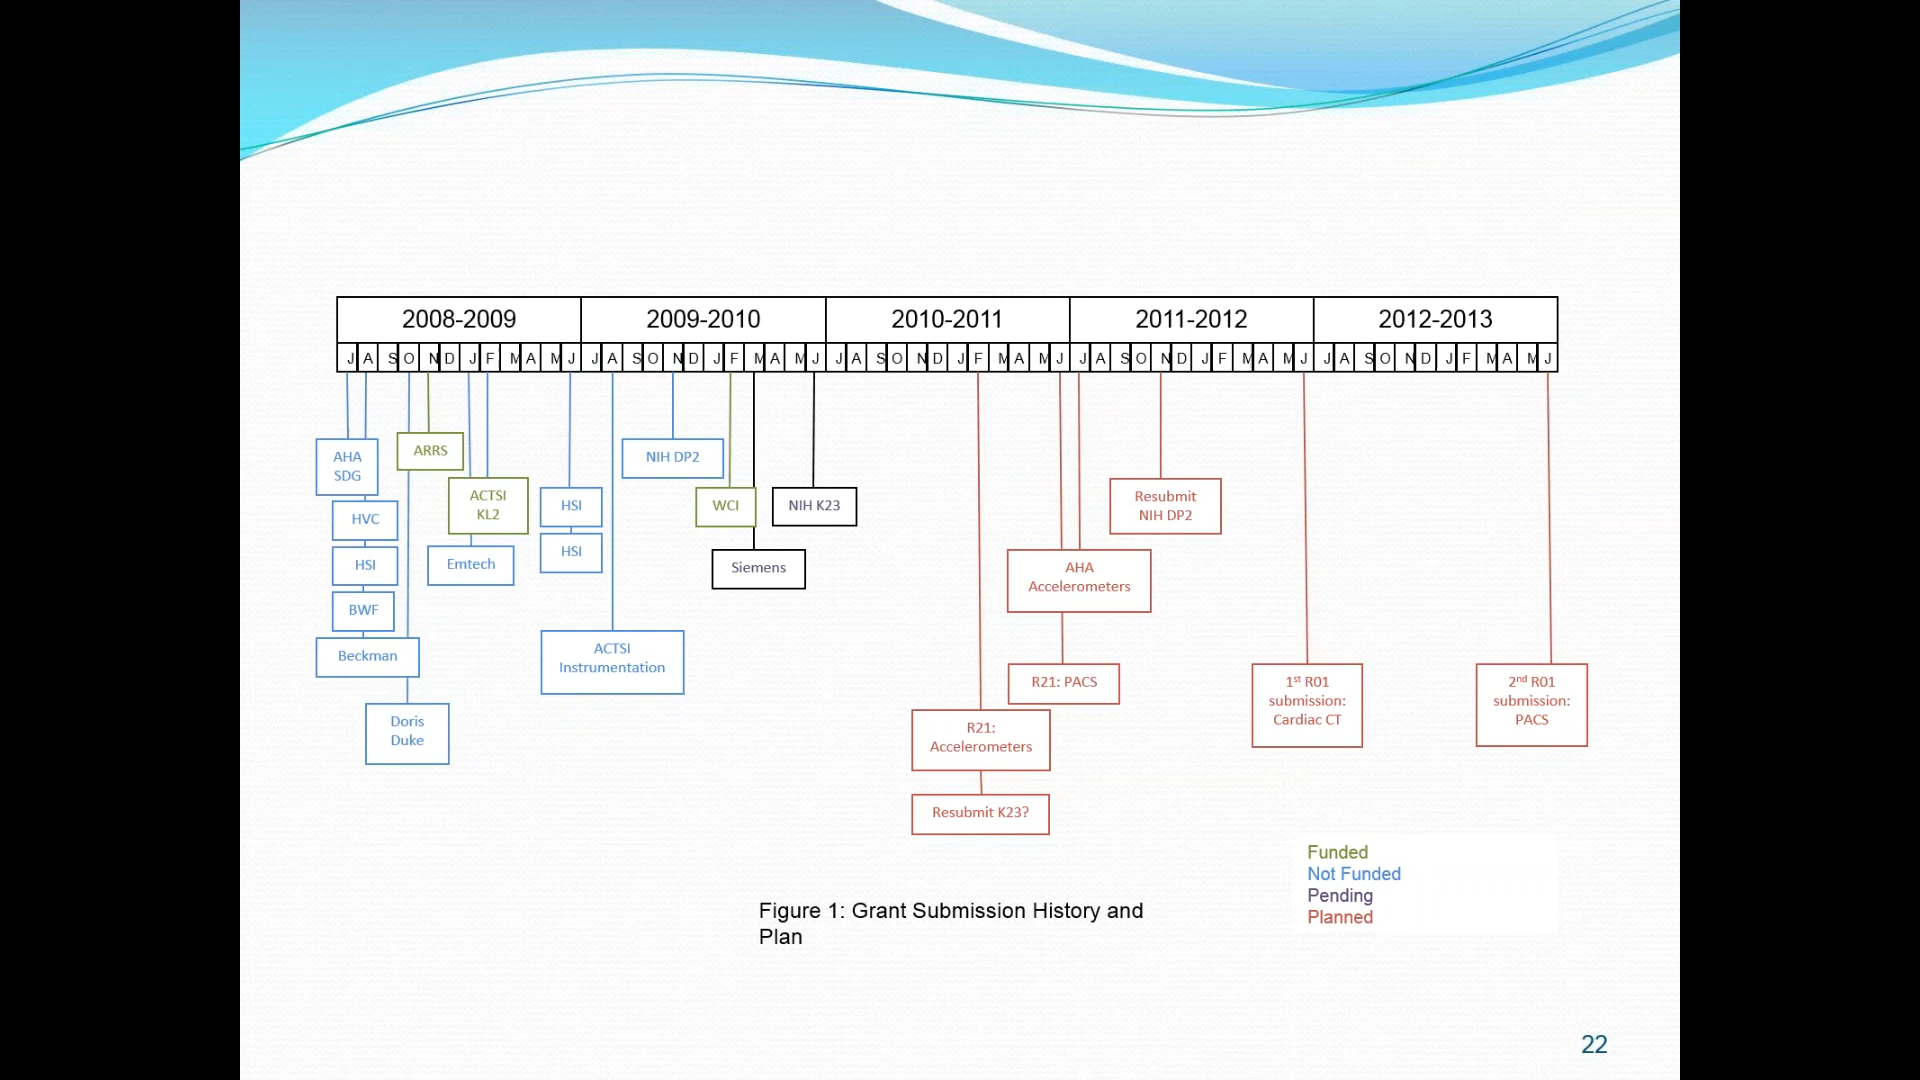 2008-2009 2009-2010 2010-2011 2011-2012 2012-2013
J A S O N D J F M A M J J A S O N D J F M A M J J A S O N D J F M A M J J A S O N D J F M A M J J A S O N D J F M A M J
AHA
SDG
HVC
HSI
BWF
Beckman
Doris
Duke
ARRS
ACTSI
KL2
Emtech
HSI
HSI
ACTSI
Instrumentation
NIH DP2
WCI
Siemens
NIH K23
R21:
Accelerometers
Resubmit K23?
AHA
Accelerometers
R21: PACS
Resubmit
NIH DP2
1st R01
submission:
Cardiac CT
2nd R01
submission:
PACS
Funded
Not Funded
Pending
Planned
Figure 1: Grant Submission History and
Plan
22